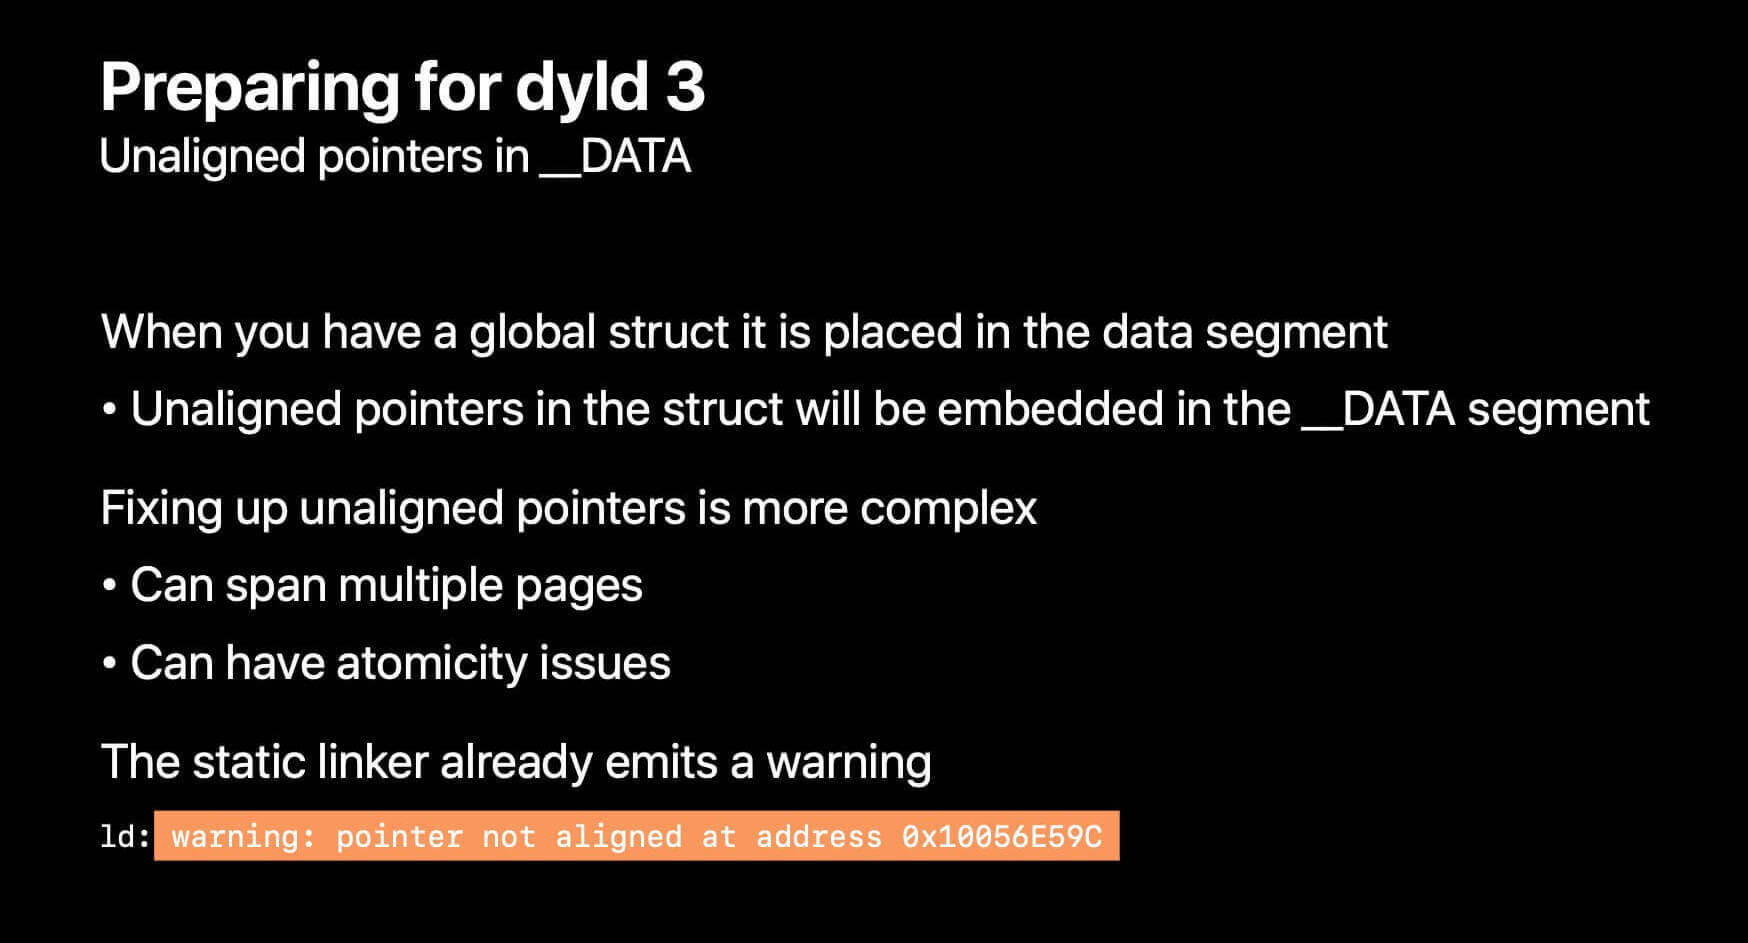 Preparing for dyld 3
Unaligned pointers in __DATA
When you have a global struct it is placed in the data segment
• Unaligned pointers in the struct will be embedded in the __DATA segment
Fixing up unaligned pointers is more complex
• Can span multiple pages
• Can have atomicity issues
The static linker already emits a warning
ld: warning: pointer not aligned at address 0x10056E59C